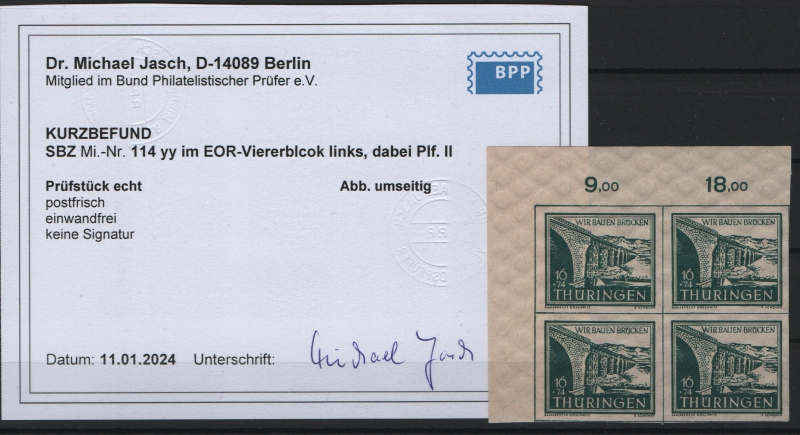 Dr. Michael Jasch, D-14089 Berlin
Mitglied im Bund Philatelistischer Prüfer e.V.
BPP
KURZBEFUND
SBZ Mi.-Nr. 114 yy im EOR-Viererblcok links, dabei Plf. II
Prüfstück echt
Abb. umseitig
postfrisch
einwandfrei
keine Signatur
Datum: 11.01.2024 Unterschrift: Michael Jasch
9,00 18,00
WIR BAUEN BRÜCKEN
16+74
THÜRINGEN
WIR BAUEN BRÜCKEN
16+74
THÜRINGEN
WIR BAUEN BRÜCKEN
16+74
THÜRINGEN
WIR BAUEN BRÜCKEN
16+74
THÜRINGEN